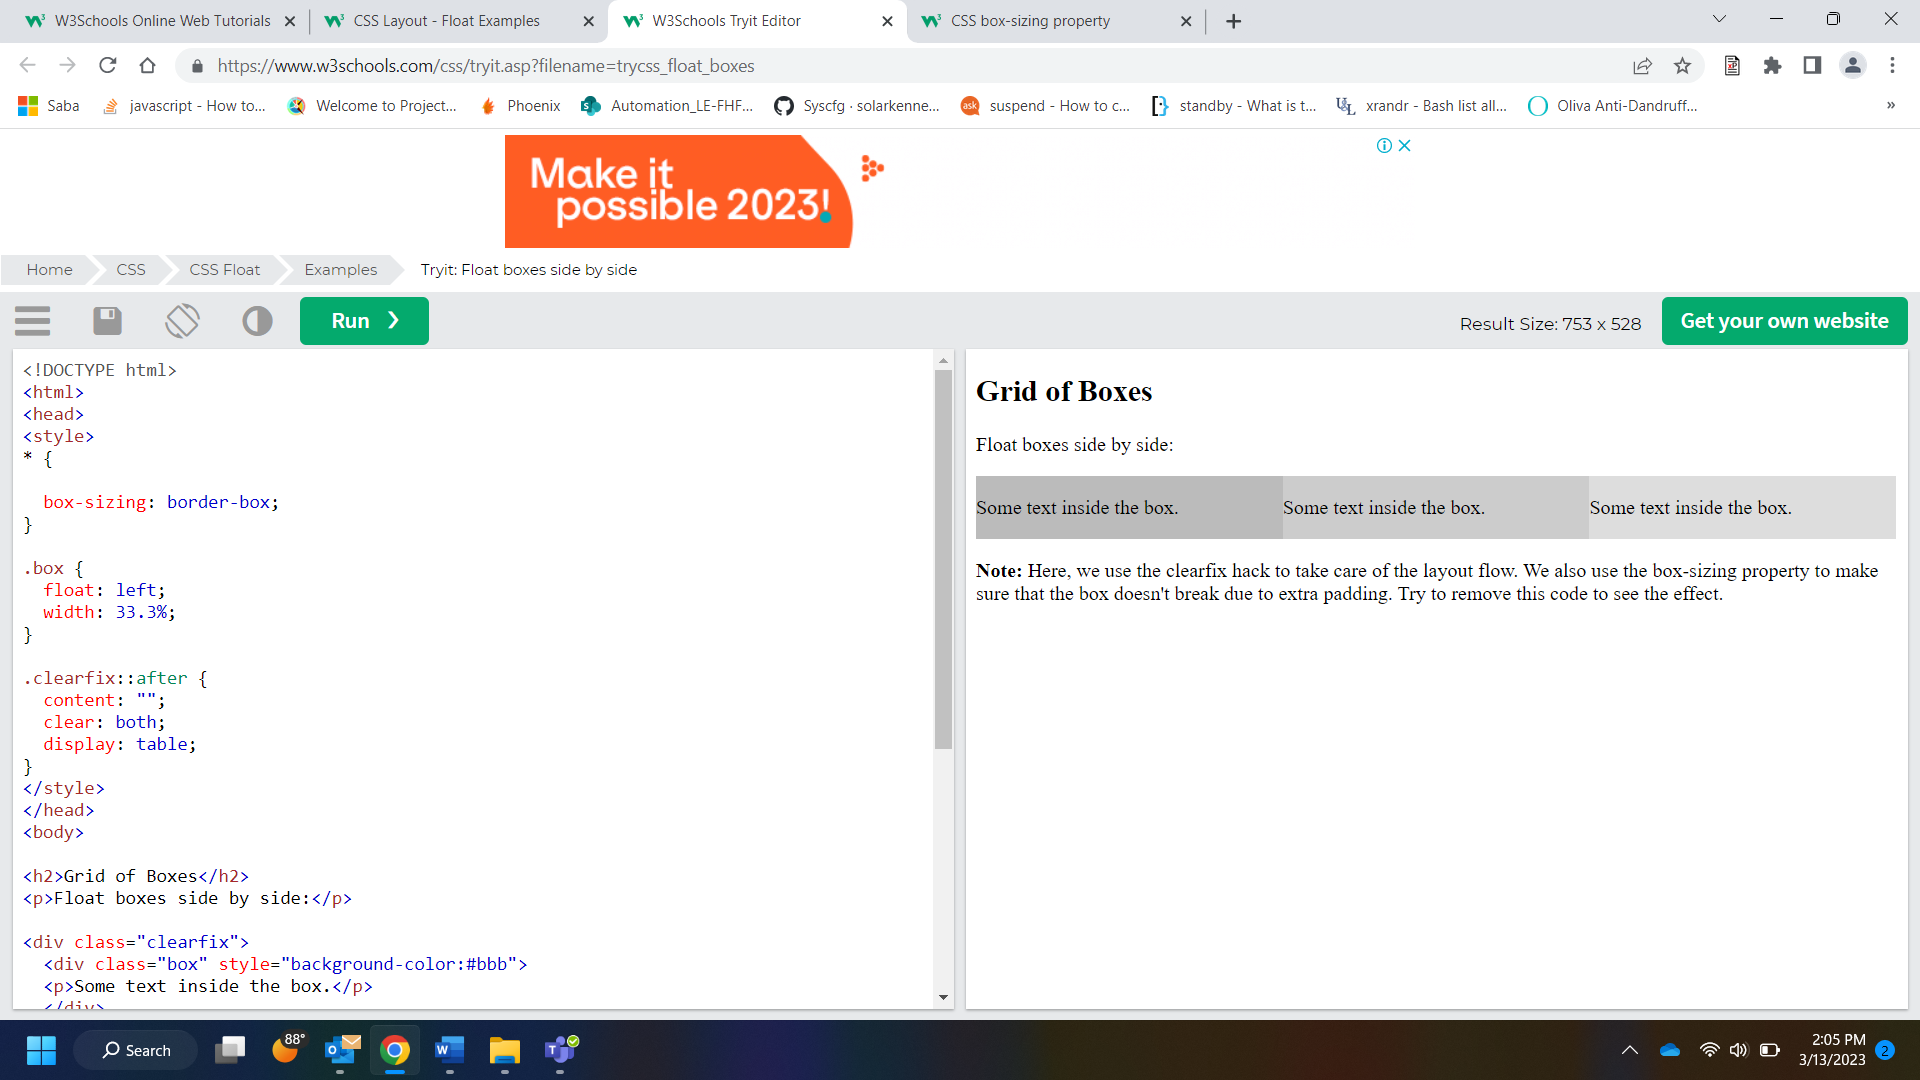 W3Schools Online Web Tutorials
CSS Layout - Float Examples
W3Schools Tryit Editor
CSS box-sizing property
https://www.w3schools.com/css/tryit.asp?filename=trycss_float_boxes
Saba
javascript - How to...
Welcome to Project...
Phoenix
Automation_LE-FHF...
Syscfg · solarkenne...
ask
suspend - How to c...
standby - What is t...
xrandr - Bash list all...
Oliva Anti-Dandruff...
»
Make it
possible 2023!
Home
CSS
CSS Float
Examples
Tryit: Float boxes side by side
Run ❯
Result Size: 753 x 528
Get your own website
<!DOCTYPE html>
<html>
<head>
<style>
* {
box-sizing: border-box;
}
.box {
float: left;
width: 33.3%;
}
.clearfix::after {
content: "";
clear: both;
display: table;
}
</style>
</head>
<body>
<h2>Grid of Boxes</h2>
<p>Float boxes side by side:</p>
<div class="clearfix">
<div class="box" style="background-color:#bbb">
<p>Some text inside the box.</p>
</div>
Grid of Boxes
Float boxes side by side:
Some text inside the box.
Some text inside the box.
Some text inside the box.
Note: Here, we use the clearfix hack to take care of the layout flow. We also use the box-sizing property to make
sure that the box doesn't break due to extra padding. Try to remove this code to see the effect.
Search
88°
2:05 PM
3/13/2023
2